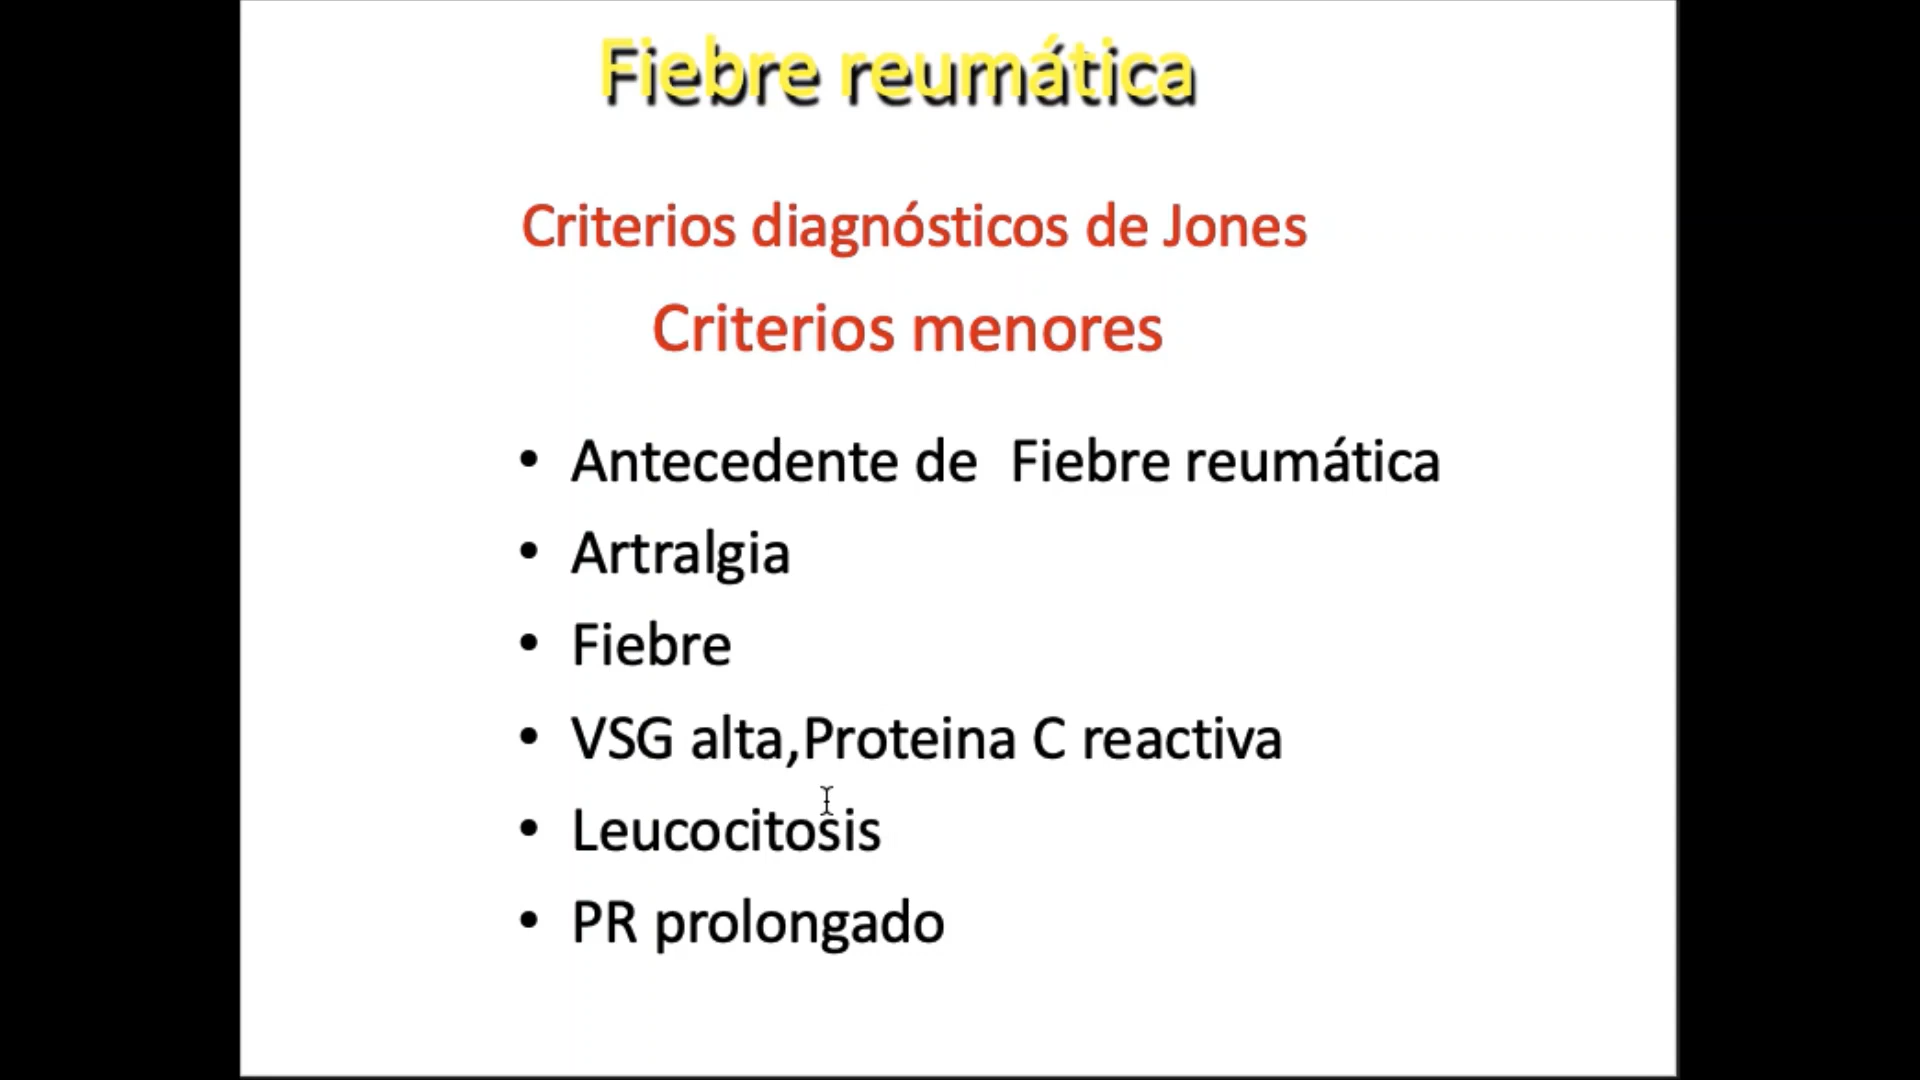 Fiebre reumática
Criterios diagnósticos de Jones
Criterios menores
• Antecedente de  Fiebre reumática
• Artralgia
• Fiebre
• VSG alta,Proteina C reactiva
• Leucocitosis
• PR prolongado